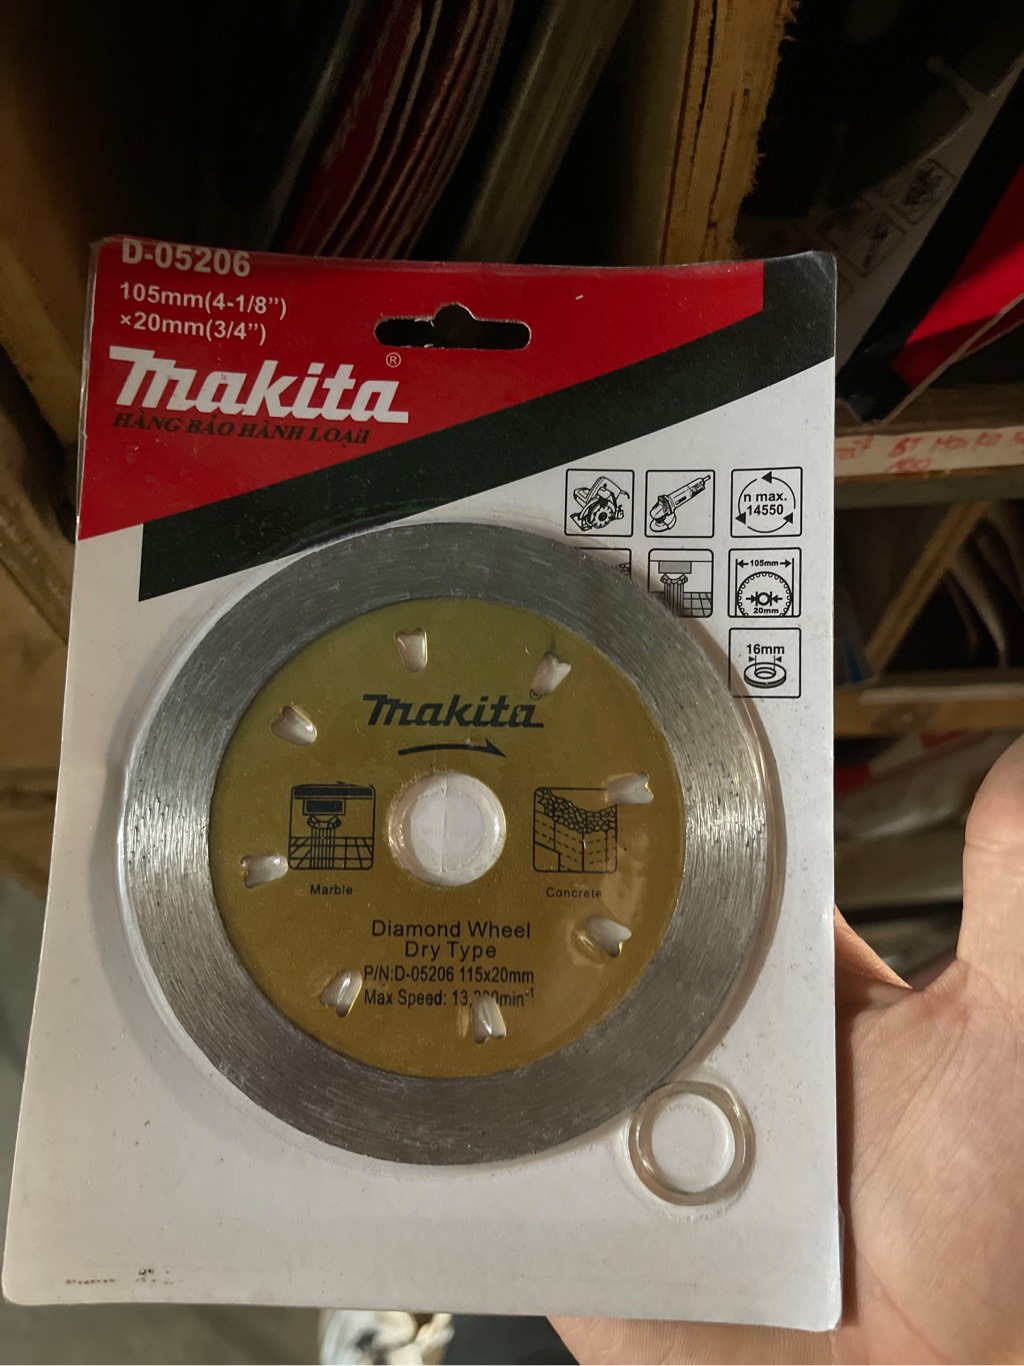 D-05206
105mm(4-1/8")
×20mm(3/4")
Makita®
HÀNG BẢO HÀNH LOẠiI
n max.
14550
105mm
20mm
16mm
Makita
Marble
Concrete
Diamond Wheel
Dry Type
P/N:D-05206 115x20mm
Max Speed: